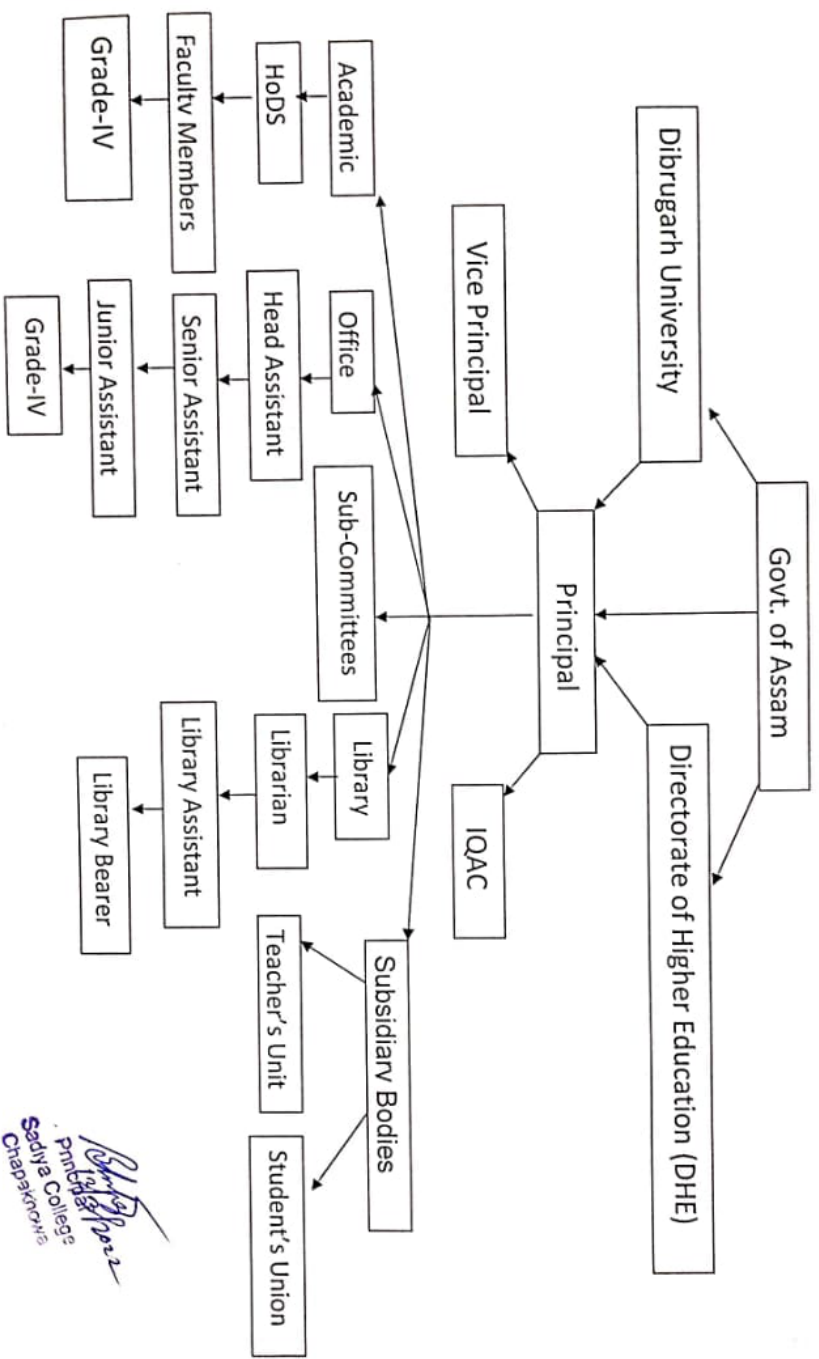 Govt. of Assam
Dibrugarh University
Directorate of Higher Education (DHE)
Principal
Vice Principal
IQAC
Academic
Office
Sub-Committees
Library
Subsidiary Bodies
HoDS
Head Assistant
Librarian
Teacher's Unit
Student's Union
Faculty Members
Senior Assistant
Library Assistant
Grade-IV
Junior Assistant
Library Bearer
Grade-IV
Principal
Sadiya College
Chapakhowa